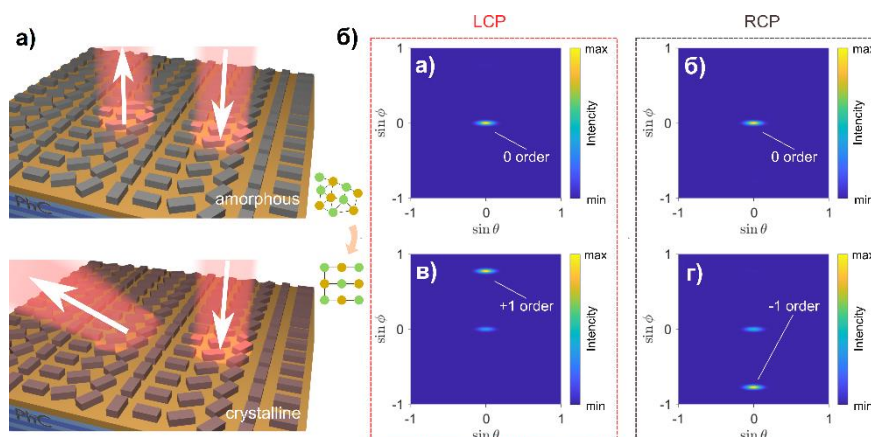 а)
amorphous
PhC
crystalline
PhC
б)
LCP
RCP
а)
1
0
-1
sin ϕ
-1
0
1
sin θ
0 order
max
Intencity
min
б)
1
0
-1
sin ϕ
-1
0
1
sin θ
0 order
max
Intencity
min
в)
1
0
-1
sin ϕ
-1
0
1
sin θ
+1 order
max
Intencity
min
г)
1
0
-1
sin ϕ
-1
0
1
sin θ
-1 order
max
Intencity
min